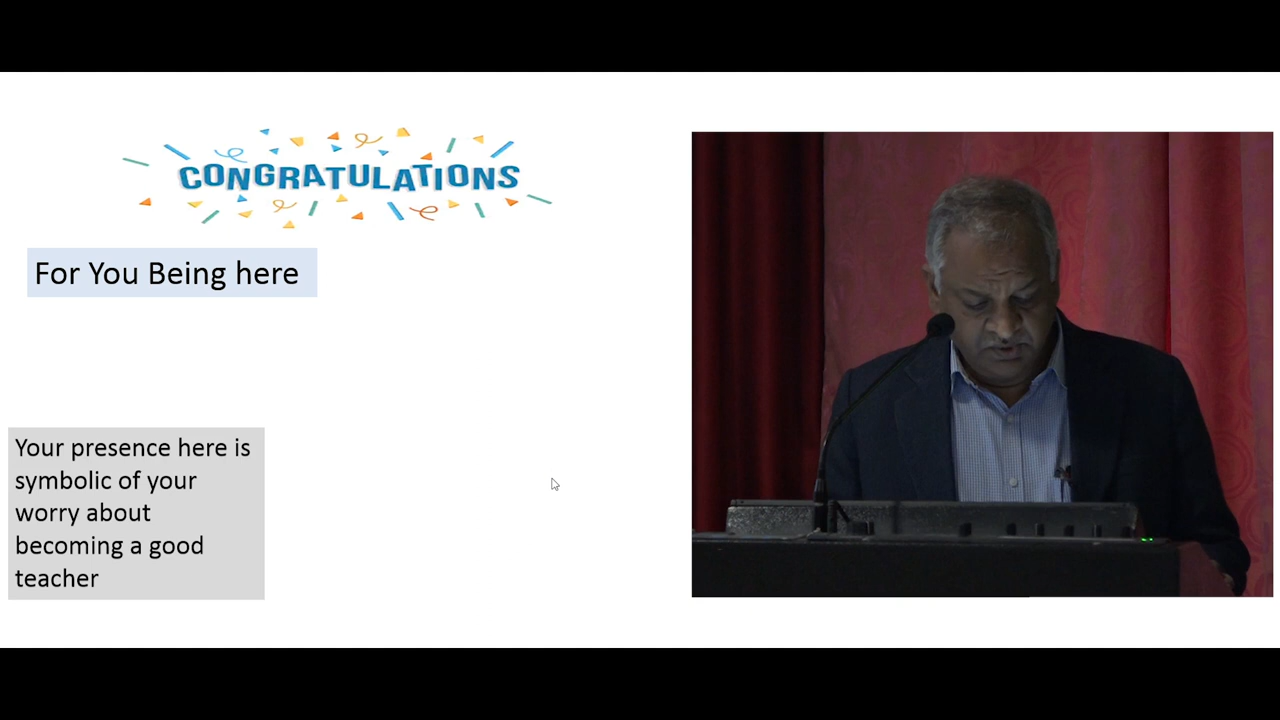 CONGRATULATIONS
For You Being here
Your presence here is
symbolic of your
worry about
becoming a good
teacher